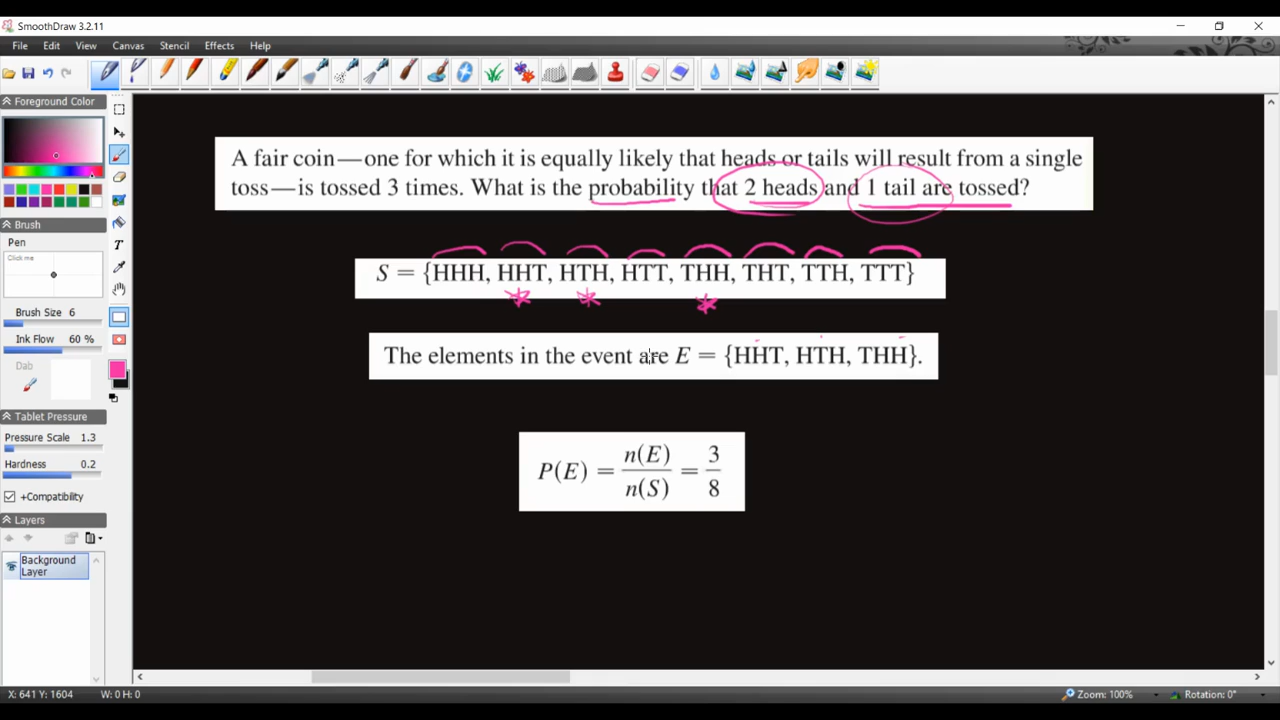 SmoothDraw 3.2.11
File Edit View Canvas Stencil Effects Help
Foreground Color
Brush
Pen
Click me
Brush Size 6
Ink Flow 60 %
Dab
Tablet Pressure
Pressure Scale 1.3
Hardness 0.2
+Compatibility
Layers
Background
Layer
A fair coin—one for which it is equally likely that heads or tails will result from a single
toss—is tossed 3 times. What is the probability that 2 heads and 1 tail are tossed?
S = {HHH, HHT, HTH, HTT, THH, THT, TTH, TTT}
The elements in the event are E = {HHT, HTH, THH}.
P(E) = n(E)/n(S) = 3/8
X: 641 Y: 1604 W: 0 H: 0 Zoom: 100% Rotation: 0°